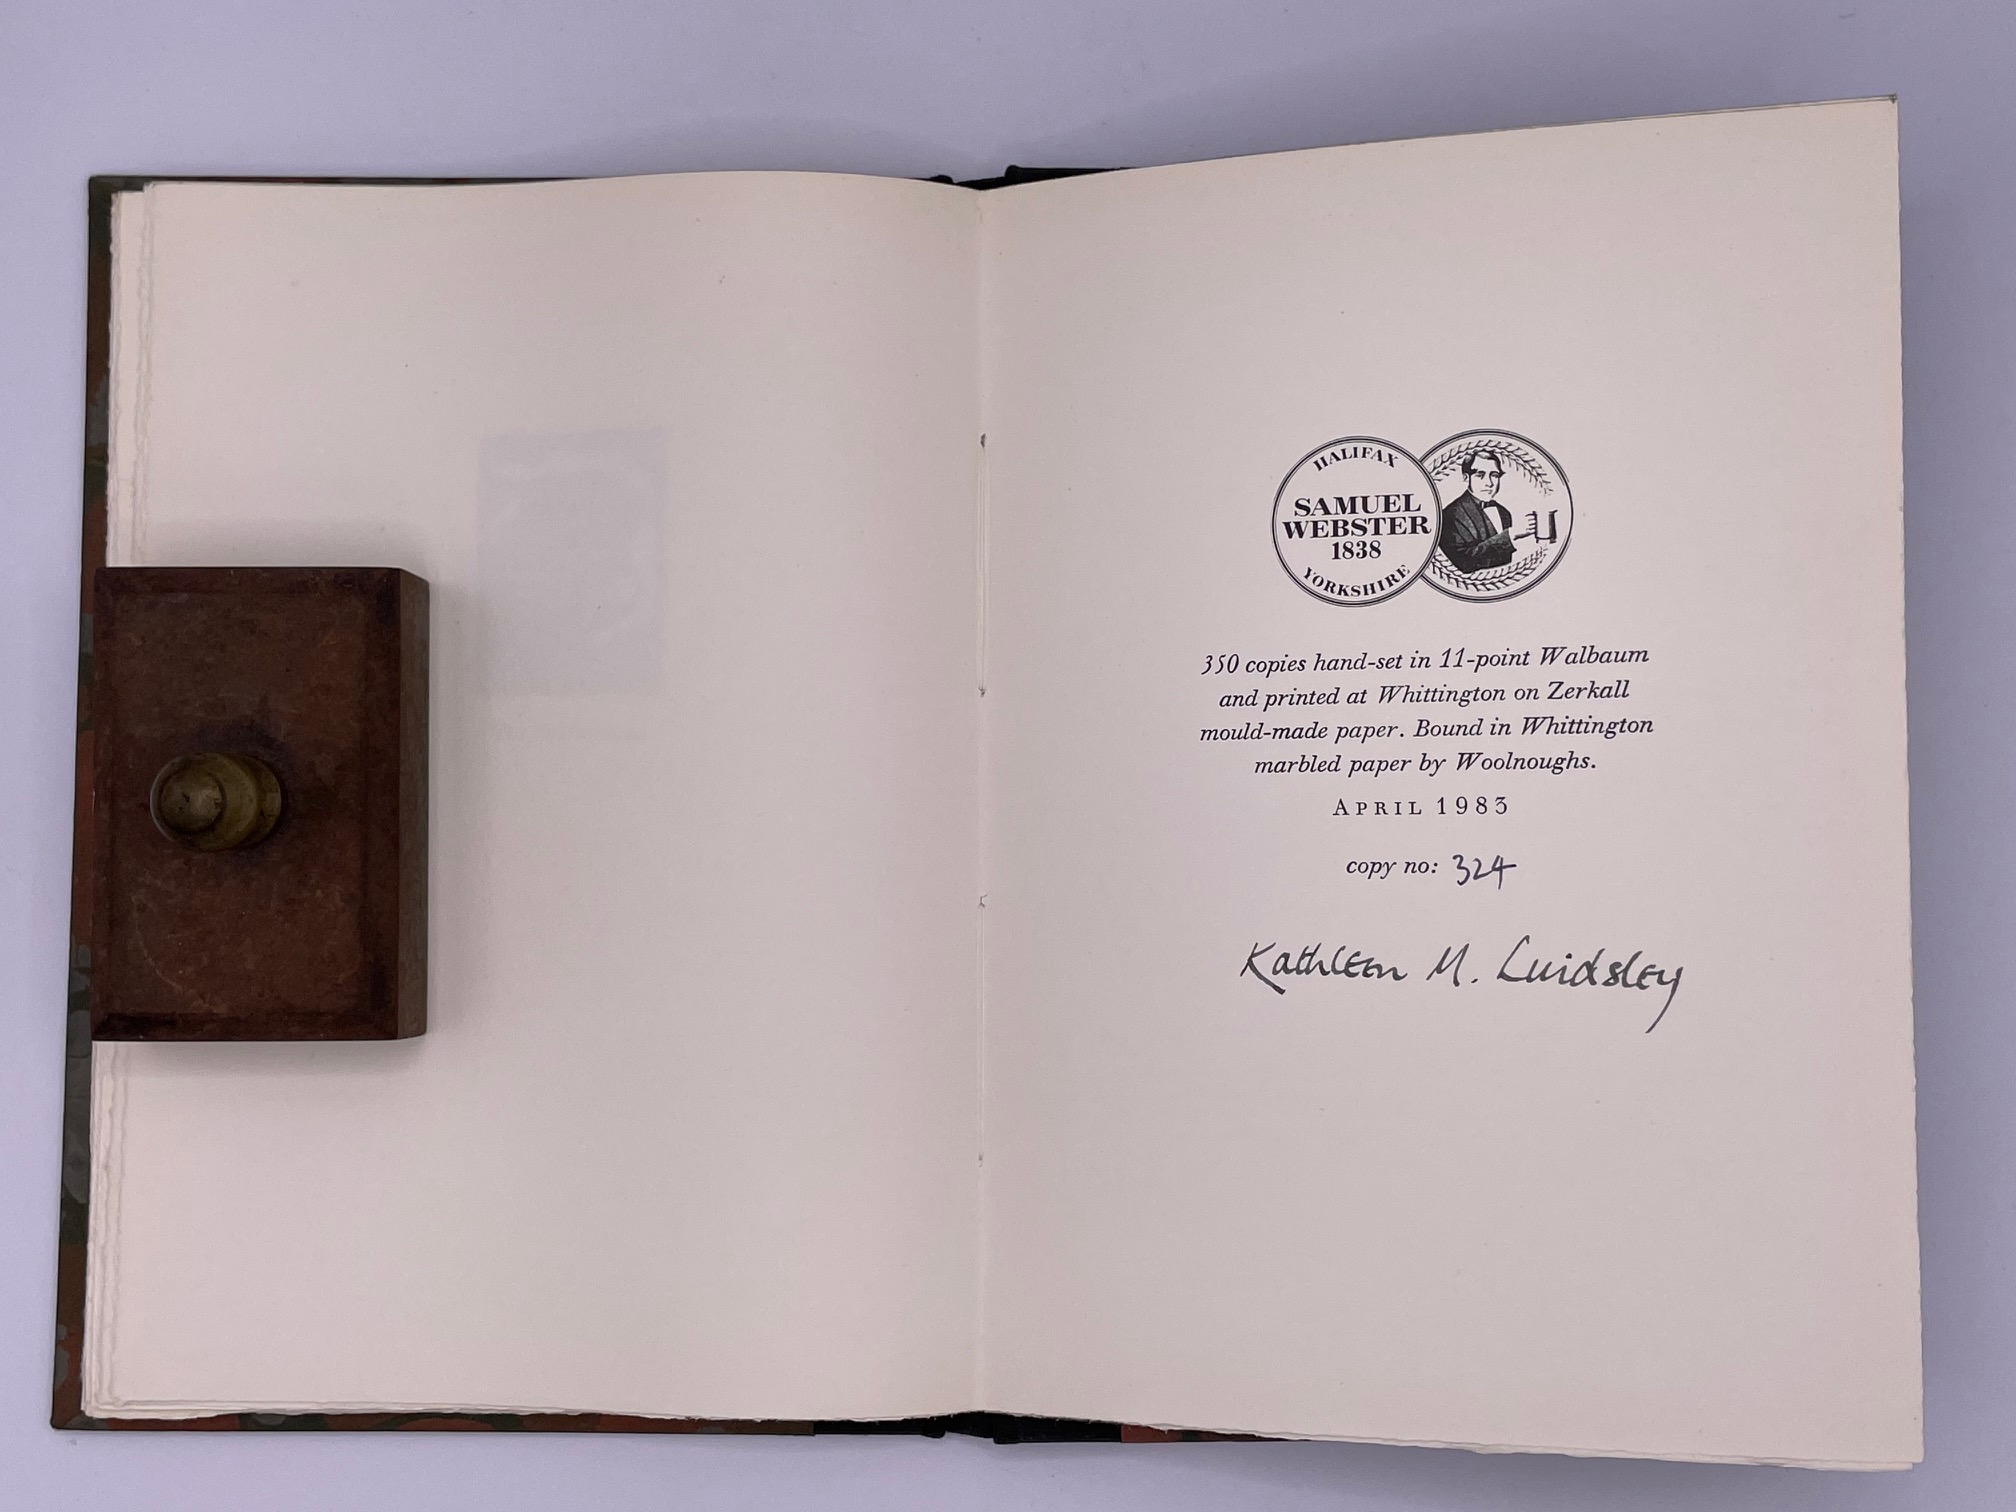 HALIFAX
SAMUEL
WEBSTER
1838
YORKSHIRE
350 copies hand-set in 11-point Walbaum
and printed at Whittington on Zerkall
mould-made paper. Bound in Whittington
marbled paper by Woolnoughs.
APRIL 1983
copy no: 324
Kathleen M. Lindsley